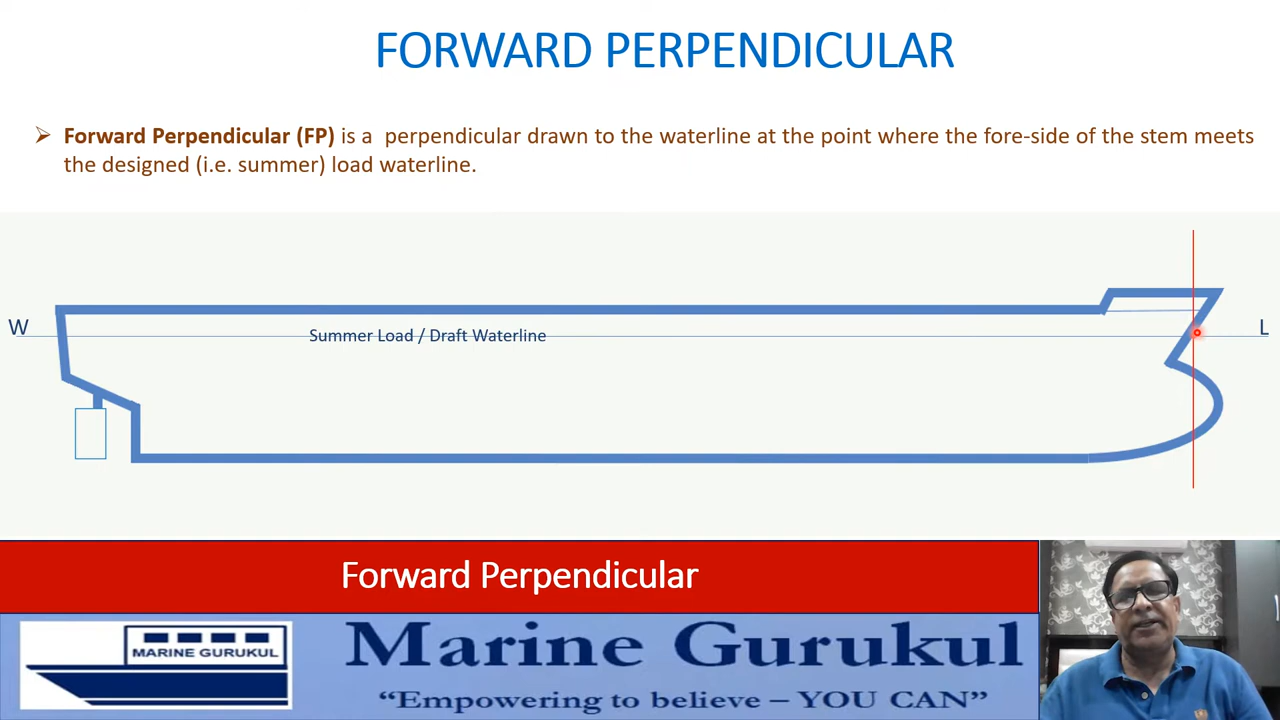 FORWARD PERPENDICULAR
➢ Forward Perpendicular (FP) is a perpendicular drawn to the waterline at the point where the fore-side of the stem meets
the designed (i.e. summer) load waterline.
W
Summer Load / Draft Waterline
L
Forward Perpendicular
MARINE GURUKUL
Marine Gurukul
“Empowering to believe – YOU CAN”